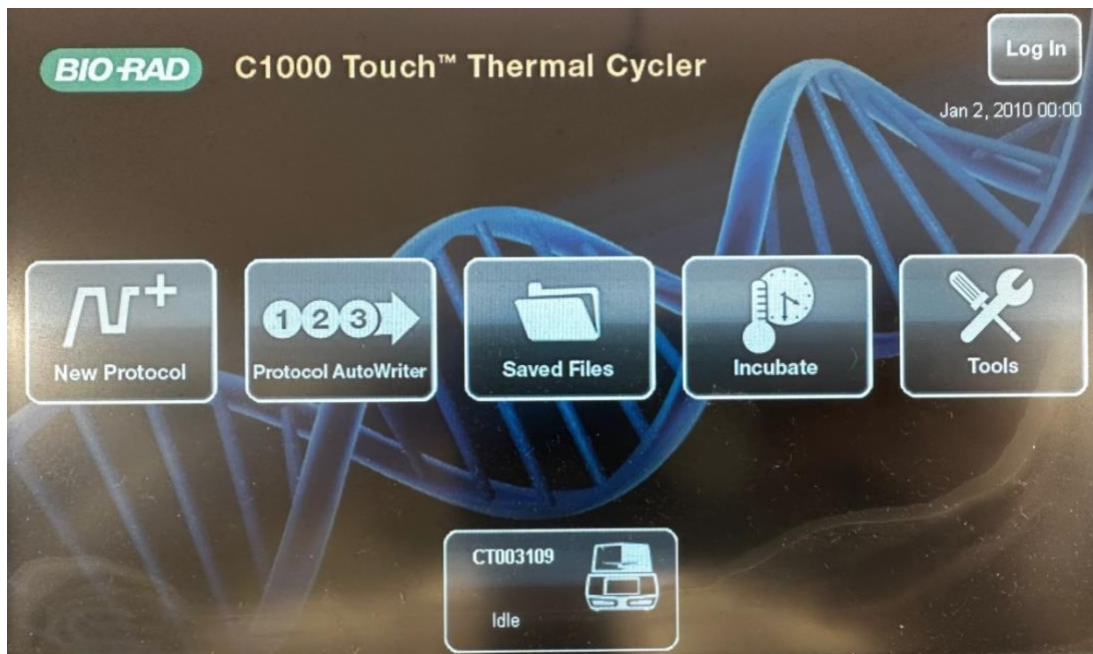 BIO-RAD C1000 Touch™ Thermal Cycler
Log In
Jan 2, 2010 00:00
New Protocol
123 Protocol AutoWriter
Saved Files
Incubate
Tools
CT003109
Idle